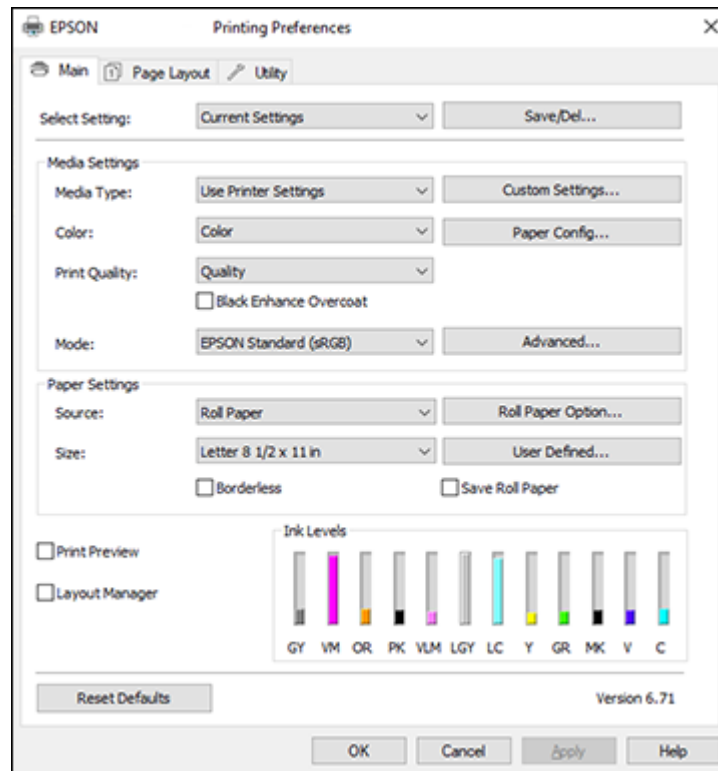 EPSON Printing Preferences
Main Page Layout Utility
Select Setting: Current Settings Save/Del...
Media Settings
Media Type: Use Printer Settings Custom Settings...
Color: Color Paper Config...
Print Quality: Quality
Black Enhance Overcoat
Mode: EPSON Standard (sRGB) Advanced...
Paper Settings
Source: Roll Paper Roll Paper Option...
Size: Letter 8 1/2 x 11 in User Defined...
Borderless Save Roll Paper
Print Preview
Layout Manager
Ink Levels
GY VM OR PK VLM LGY LC Y GR MK V C
Reset Defaults Version 6.71
OK Cancel Apply Help